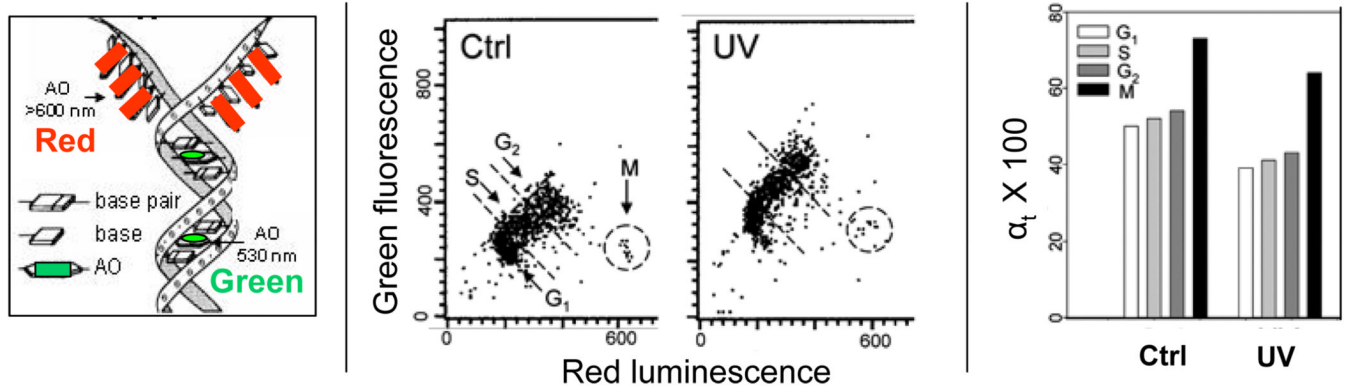 AO
>600 nm
Red
base pair
base
AO
AO
530 nm
Green
Green fluorescence
Ctrl
G2
S
M
G1
800
400
0
0
600
UV
0
600
Red luminescence
αt X 100
80
60
40
20
0
G1
S
G2
M
Ctrl
UV